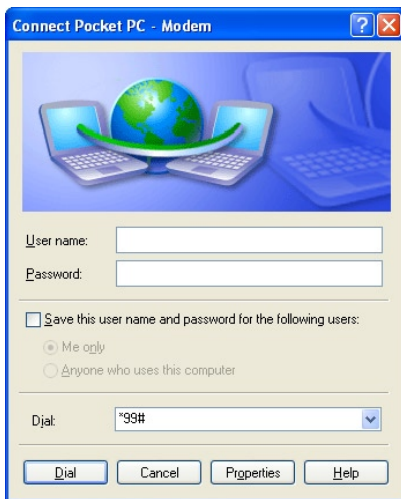 Connect Pocket PC - Modem
User name:
Password:
Save this user name and password for the following users:
Me only
Anyone who uses this computer
Dial: *99#
Dial Cancel Properties Help